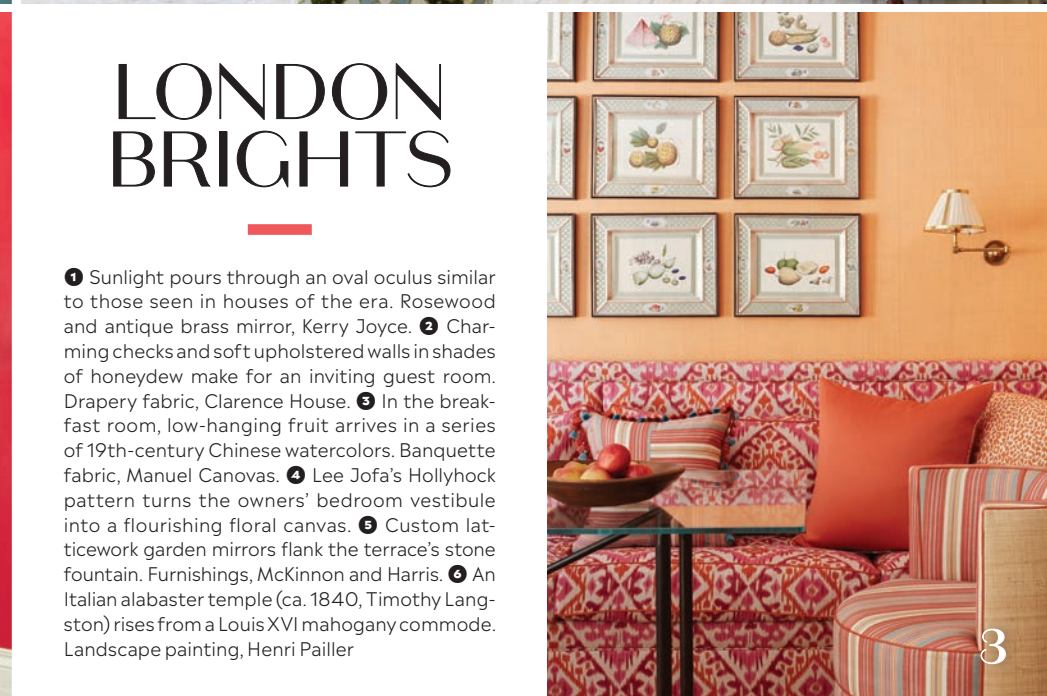 LONDON
BRIGHTS
❶ Sunlight pours through an oval oculus similar
to those seen in houses of the era. Rosewood
and antique brass mirror, Kerry Joyce. ❷ Char-
ming checks and soft upholstered walls in shades
of honeydew make for an inviting guest room.
Drapery fabric, Clarence House. ❸ In the break-
fast room, low-hanging fruit arrives in a series
of 19th-century Chinese watercolors. Banquette
fabric, Manuel Canovas. ❹ Lee Jofa’s Hollyhock
pattern turns the owners’ bedroom vestibule
into a flourishing floral canvas. ❺ Custom lat-
ticework garden mirrors flank the terrace’s stone
fountain. Furnishings, McKinnon and Harris. ❻ An
Italian alabaster temple (ca. 1840, Timothy Lang-
ston) rises from a Louis XVI mahogany commode.
Landscape painting, Henri Pailler
3